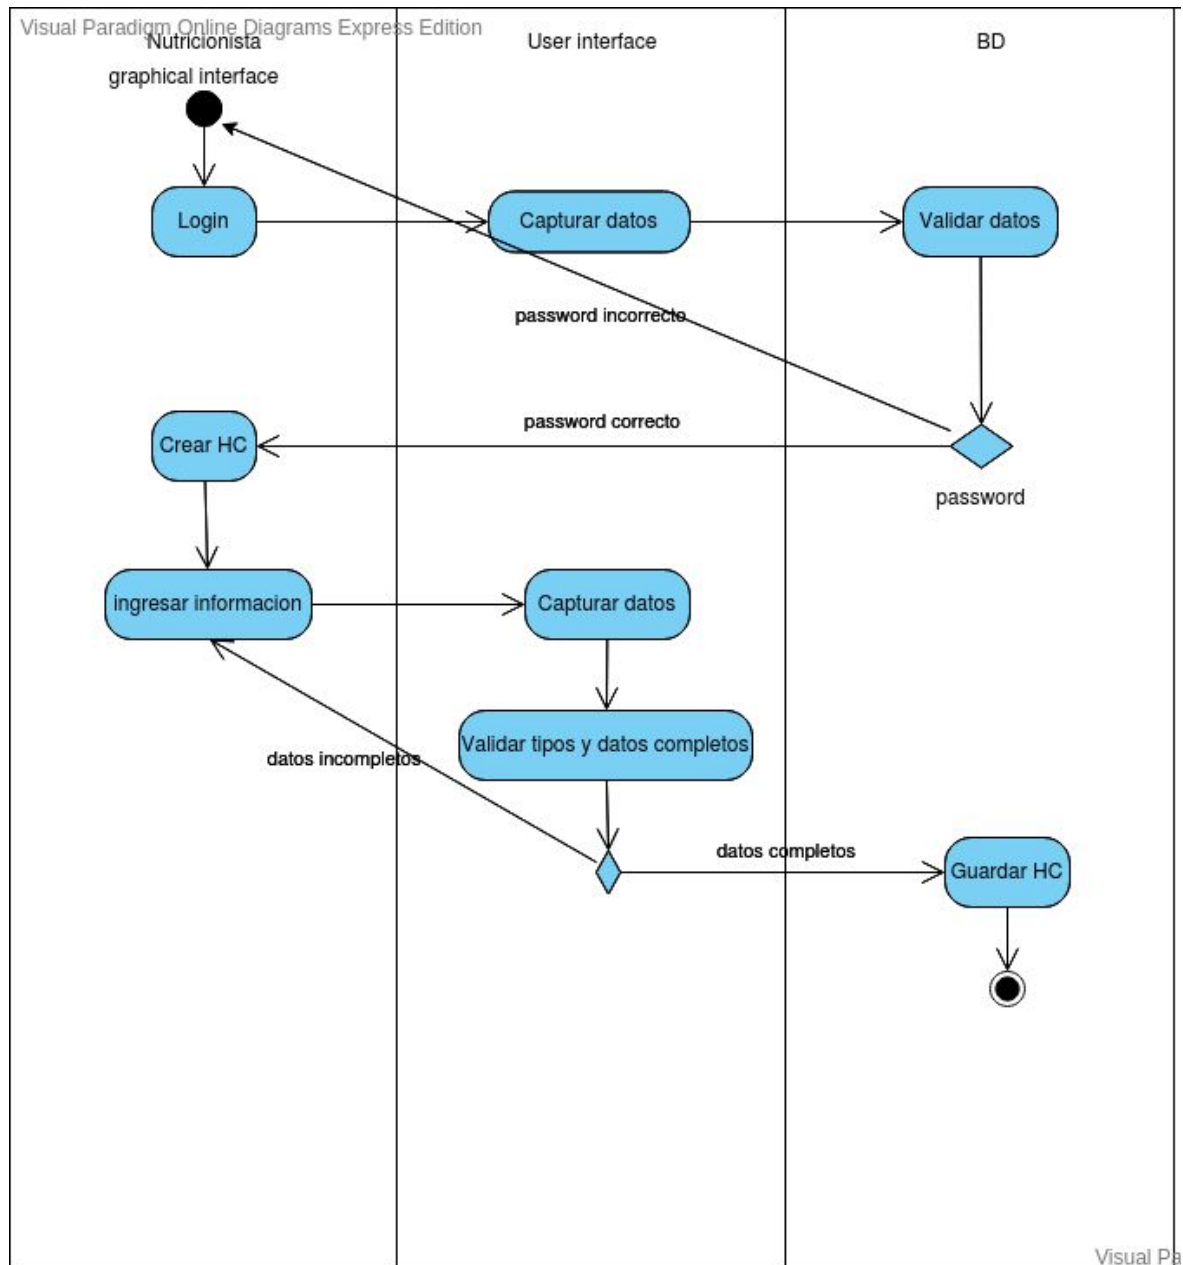 Visual Paradigm Online Diagrams Express Edition
Nutricionista
User interface
BD
graphical interface
Login
Capturar datos
Validar datos
password incorrecto
password correcto
Crear HC
password
ingresar informacion
Capturar datos
Validar tipos y datos completos
datos incompletos
datos completos
Guardar HC
Visual Pa